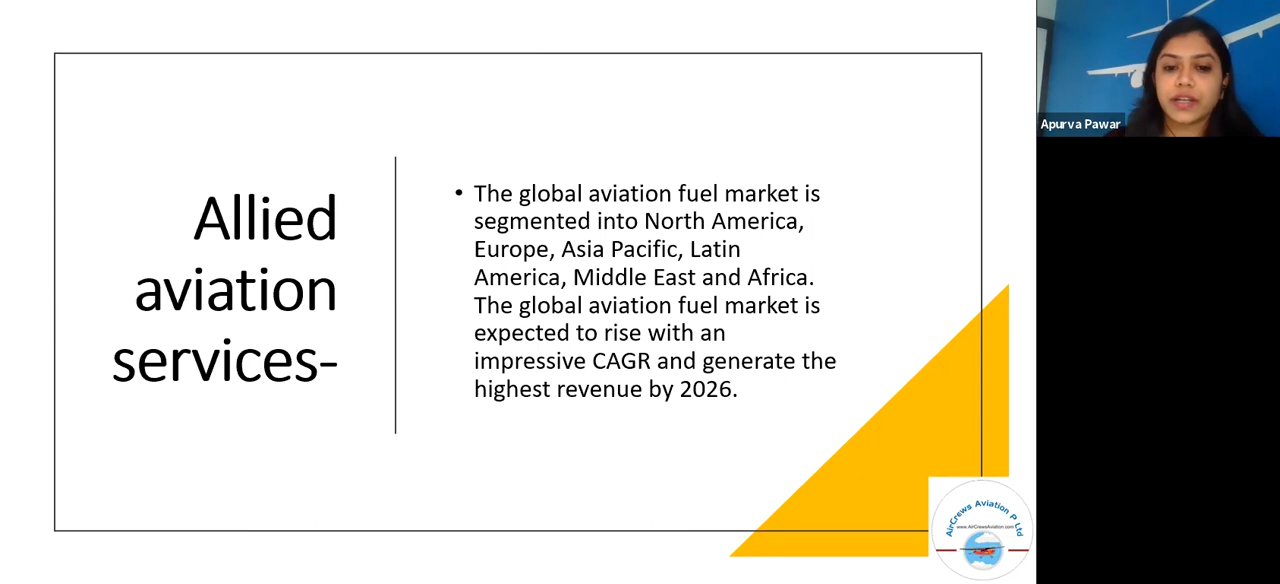 Allied
aviation
services-
• The global aviation fuel market is
segmented into North America,
Europe, Asia Pacific, Latin
America, Middle East and Africa.
The global aviation fuel market is
expected to rise with an
impressive CAGR and generate the
highest revenue by 2026.
Apurva Pawar
AirCrews Aviation P Ltd
www.AirCrewsAviation.com